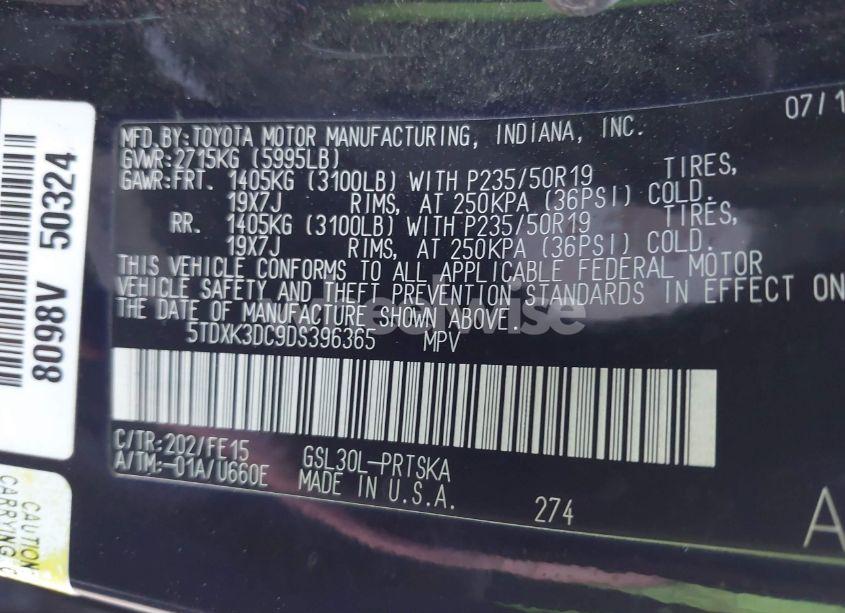 07/1
MFD.BY:TOYOTA MOTOR MANUFACTURING, INDIANA, INC.
GVWR:2715KG (5995LB)
GAWR:FRT. 1405KG (3100LB) WITH P235/50R19 TIRES,
19X7J RIMS, AT 250KPA (36PSI) COLD.
RR. 1405KG (3100LB) WITH P235/50R19 TIRES,
19X7J RIMS, AT 250KPA (36PSI) COLD.
THIS VEHICLE CONFORMS TO ALL APPLICABLE FEDERAL MOTOR
VEHICLE SAFETY AND THEFT PREVENTION STANDARDS IN EFFECT ON
THE DATE OF MANUFACTURE SHOWN ABOVE.
5TDXK3DC9DS396365 MPV
C/TR:202/FE15 GSL30L-PRTSKA
A/TM:-01A/U660E MADE IN U.S.A.
274
A
8098V 50324
CAUTION
CARRYING C